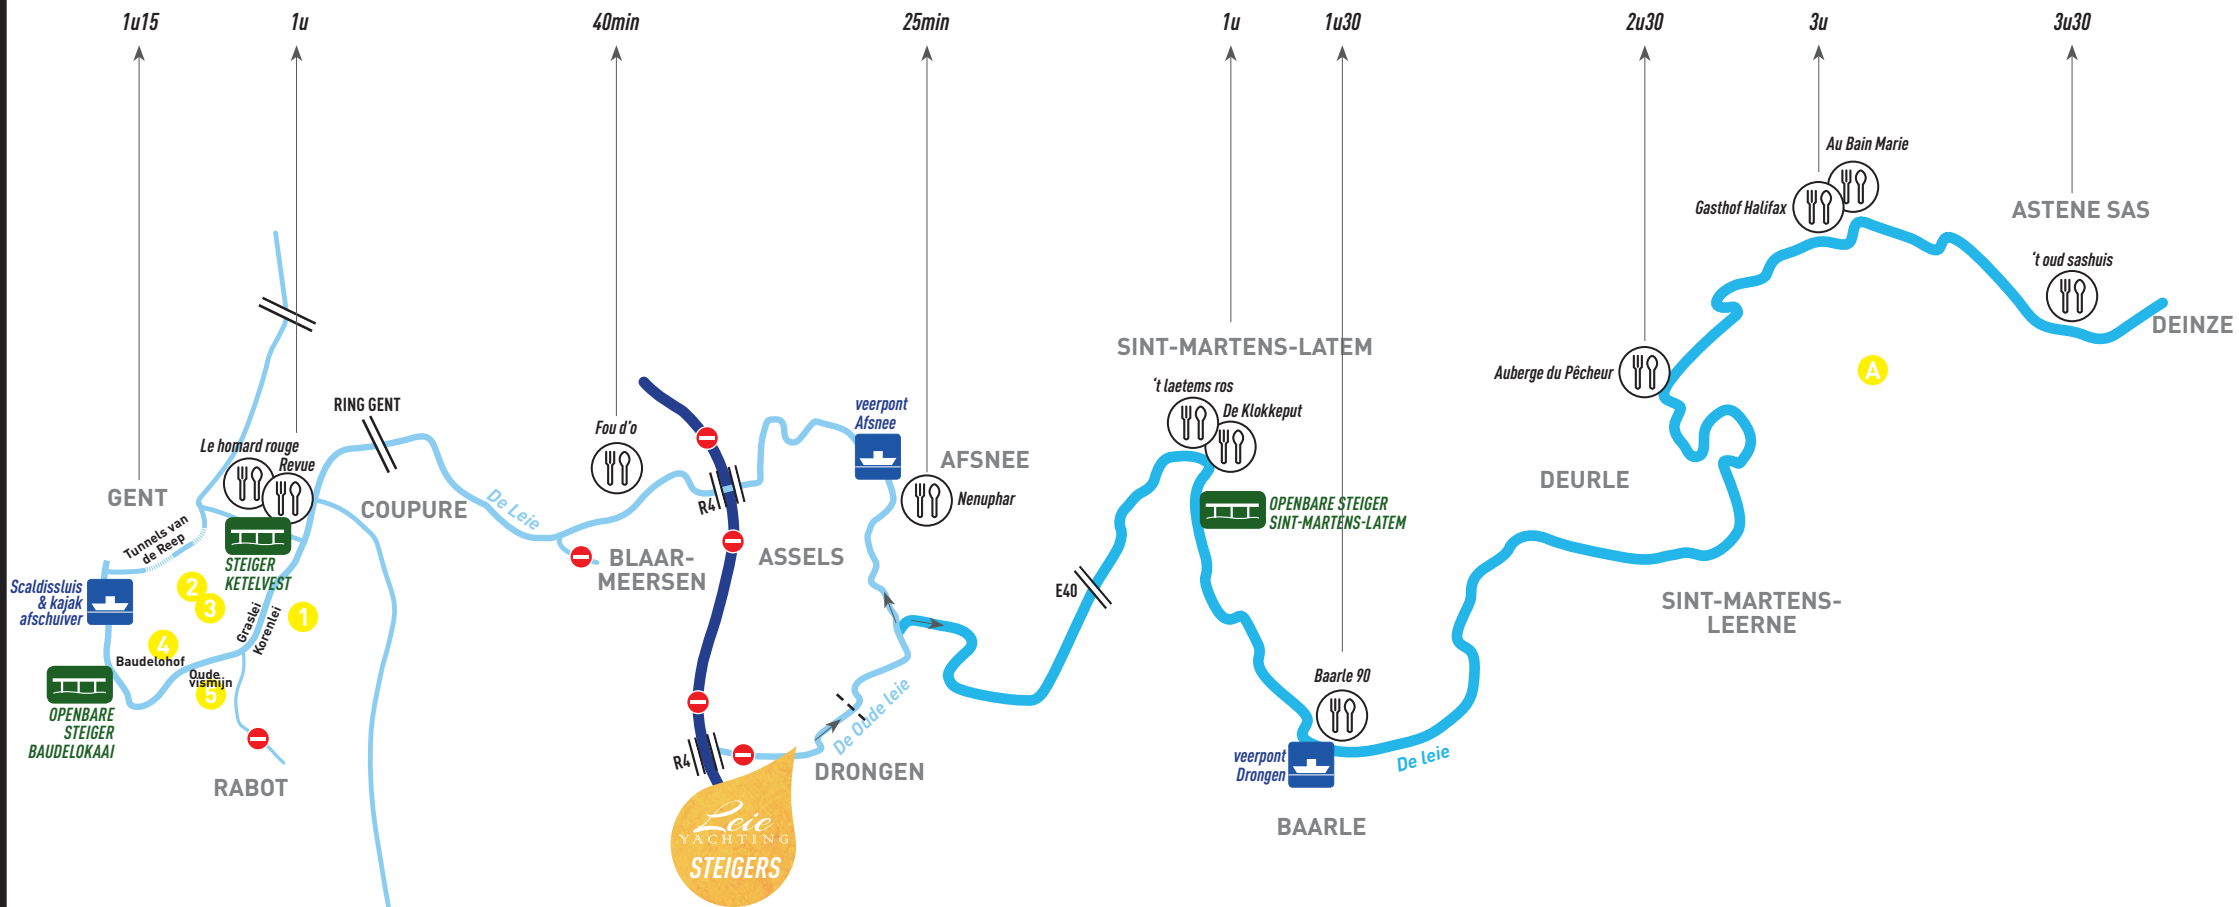 1u15
1u
40min
25min
1u
1u30
2u30
3u
3u30
Au Bain Marie
Gasthof Halifax
ASTENE SAS
't oud sashuis
DEINZE
SINT-MARTENS-LATEM
't laetems ros
De Klokkeput
Auberge du Pêcheur
A
RING GENT
Le homard rouge
Revue
Fou d'o
veerpont
Afsnee
AFSNEE
Nenuphar
GENT
COUPURE
De Leie
R4
OPENBARE STEIGER
SINT-MARTENS-LATEM
DEURLE
Tunnels van
de Reep
STEIGER
KETELVEST
BLAAR-
MEERSEN
ASSELS
E40
Scaldissluis
& kajak
afschuiver
2
3
1
Graslei
Korenlei
SINT-MARTENS-
LEERNE
4
Baudelohof
Oude
vismijn
5
OPENBARE
STEIGER
BAUDELOKAAI
RABOT
R4
De Oude leie
DRONGEN
Baarle 90
veerpont
Drongen
De leie
BAARLE
Leie
YACHTING
STEIGERS